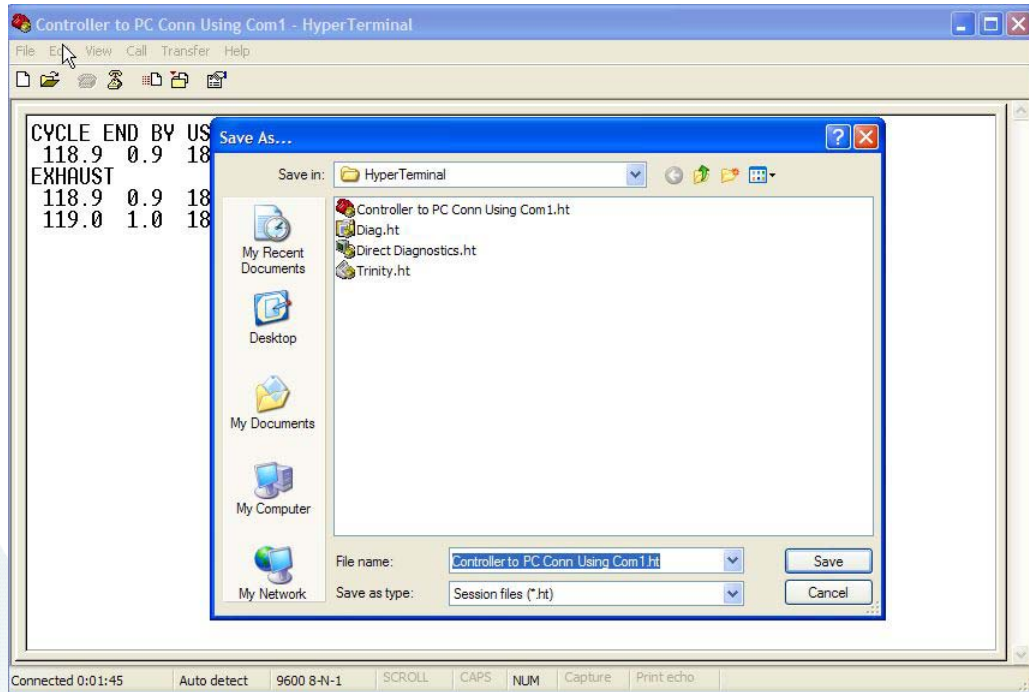 Controller to PC Conn Using Com1 - HyperTerminal
File Edit View Call Transfer Help
CYCLE END BY US
118.9 0.9 18
EXHAUST
118.9 0.9 18
119.0 1.0 18
Save As...
Save in: HyperTerminal
My Recent Documents
Desktop
My Documents
My Computer
My Network
Controller to PC Conn Using Com1.ht
Diag.ht
Direct Diagnostics.ht
Trinity.ht
File name: Controller to PC Conn Using Com1.ht Save
Save as type: Session files (*.ht) Cancel
Connected 0:01:45 Auto detect 9600 8-N-1 SCROLL CAPS NUM Capture Print echo